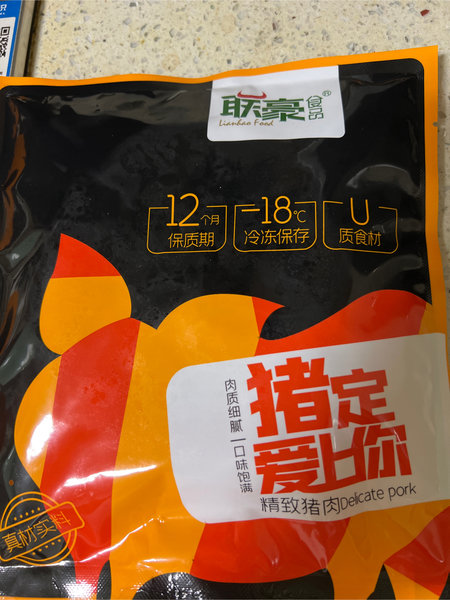 联豪食品®
Lianhao Food
12个月
保质期
-18℃
冷冻保存
U
质食材
肉质细腻 一口味饱满
猪定
爱上你
精致猪肉Delicate pork
真材实料